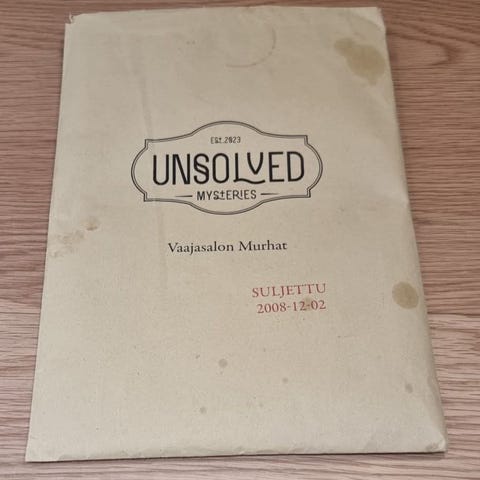 EST. 2023
UNSOLVED
MYSTERIES
Vaajasalon Murhat
SULJETTU
2008-12-02